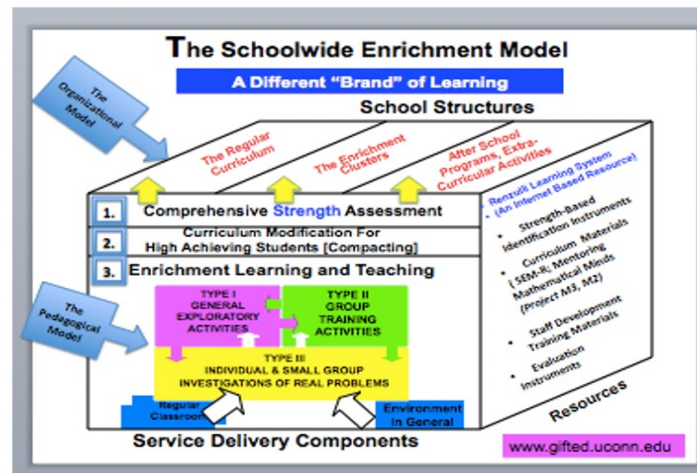 The Schoolwide Enrichment Model
A Different “Brand” of Learning
School Structures
The
Organizational
Model
The Regular
Curriculum
The Enrichment
Clusters
After School
Programs, Extra-
Curricular Activities
• Renzulli Learning System
• (An Internet Based Resource)
• Strength-Based
Identification Instruments
• Curriculum Materials
( SEM-R; Mentoring
Mathematical Minds
(Project M3, M2)
• Staff Development
Training Materials
• Evaluation
Instruments
Resources
1. Comprehensive Strength Assessment
2. Curriculum Modification For
High Achieving Students [Compacting]
3. Enrichment Learning and Teaching
The
Pedagogical
Model
TYPE I
GENERAL
EXPLORATORY
ACTIVITIES
TYPE II
GROUP
TRAINING
ACTIVITIES
TYPE III
INDIVIDUAL & SMALL GROUP
INVESTIGATIONS OF REAL PROBLEMS
Regular
Classroom
Environment
In General
Service Delivery Components
www.gifted.uconn.edu